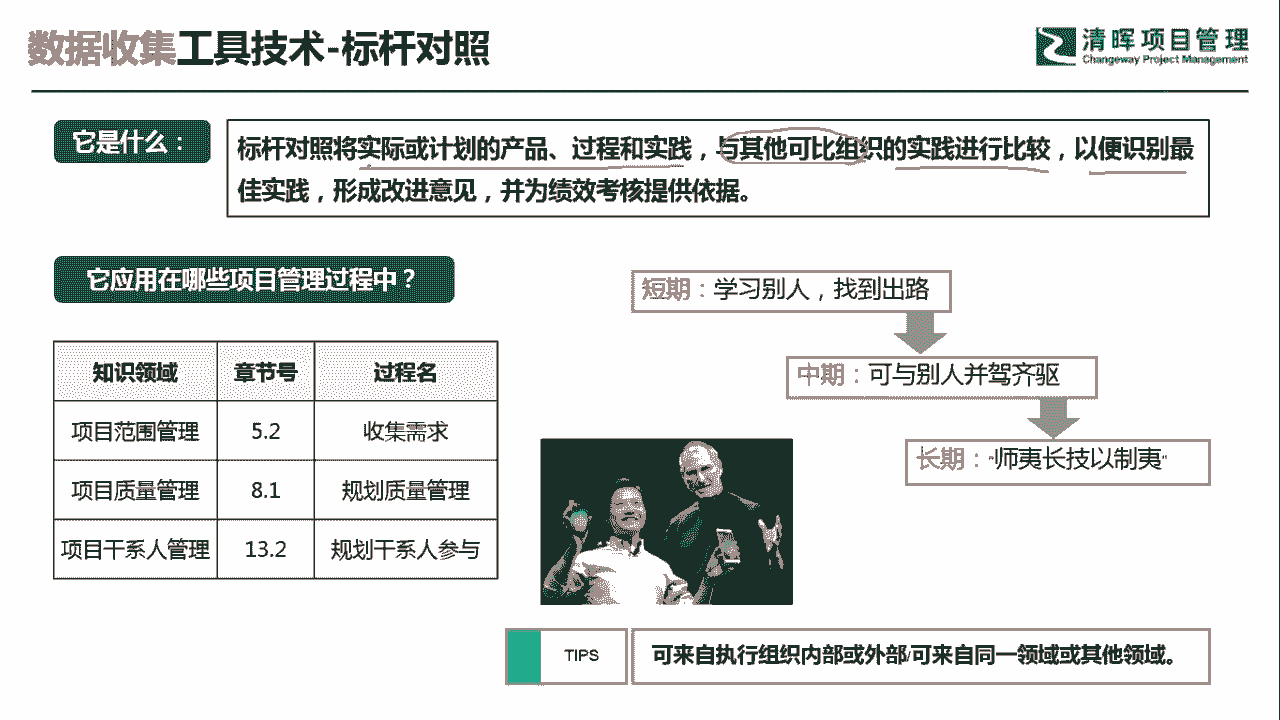 数据收集工具技术-标杆对照
清晖项目管理
Changeway Project Management
它是什么：
标杆对照将实际或计划的产品、过程和实践，与其他可比组织的实践进行比较，以便识别最
佳实践，形成改进意见，并为绩效考核提供依据。
它应用在哪些项目管理过程中？
短期：学习别人，找到出路
中期：可与别人并驾齐驱
长期：“师夷长技以制夷”
知识领域 章节号 过程名
项目范围管理 5.2 收集需求
项目质量管理 8.1 规划质量管理
项目干系人管理 13.2 规划干系人参与
TIPS
可来自执行组织内部或外部/可来自同一领域或其他领域。